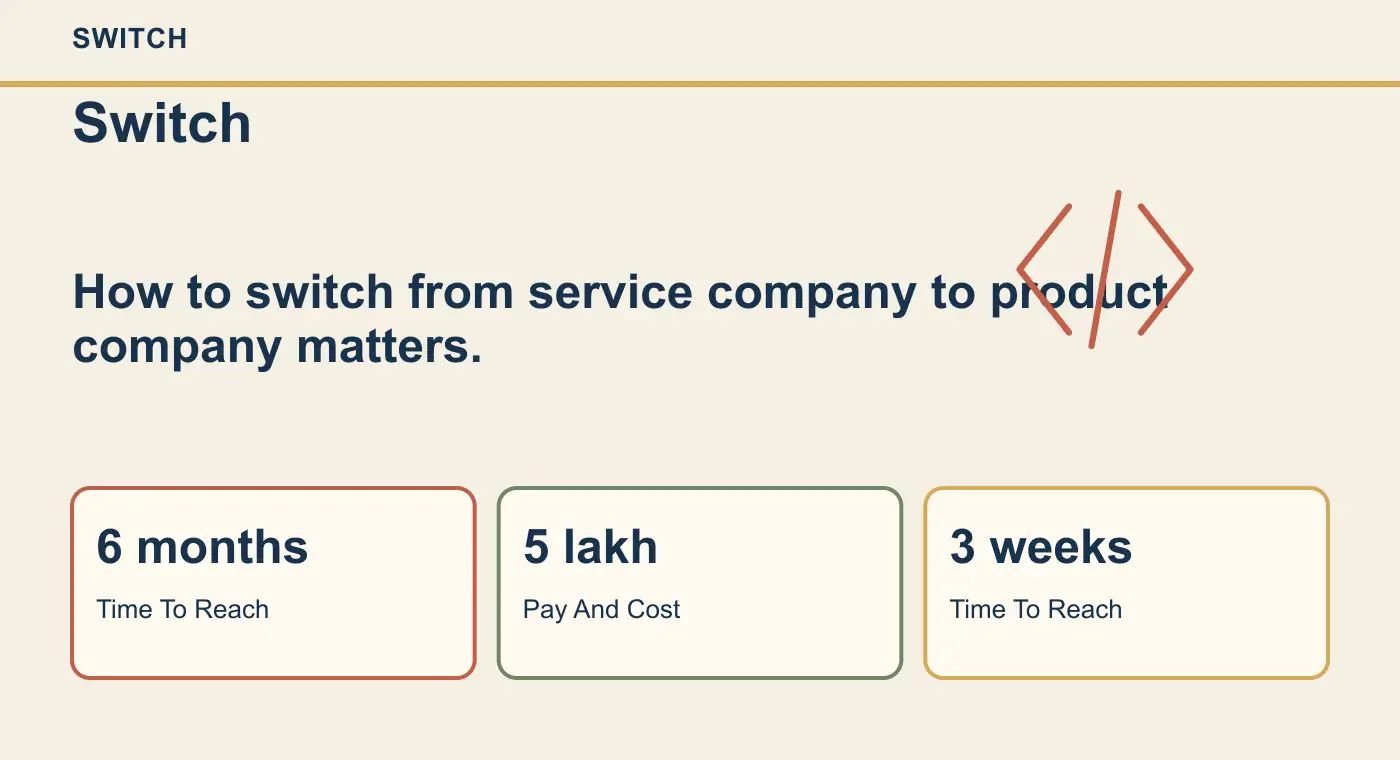 SWITCH
Switch
How to switch from service company to product
company matters.
6 months
Time To Reach
5 lakh
Pay And Cost
3 weeks
Time To Reach